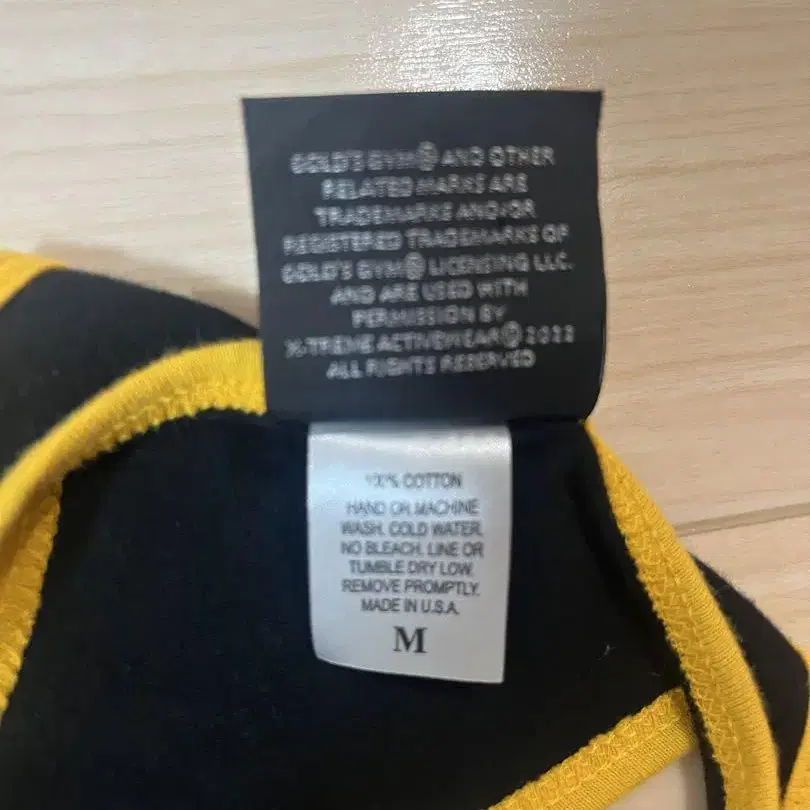 GOLD'S GYM® AND OTHER
RELATED MARKS ARE
TRADEMARKS AND/OR
REGISTERED TRADEMARKS OF
GOLD'S GYM® LICENSING LLC.
AND ARE USED WITH
PERMISSION BY
X-TREME ACTIVEWEAR© 2022
ALL RIGHTS RESERVED
COTTON
HAND OR MACHINE
WASH, COLD WATER,
NO BLEACH. LINE OR
TUMBLE DRY LOW.
REMOVE PROMPTLY.
MADE IN U.S.A.
M